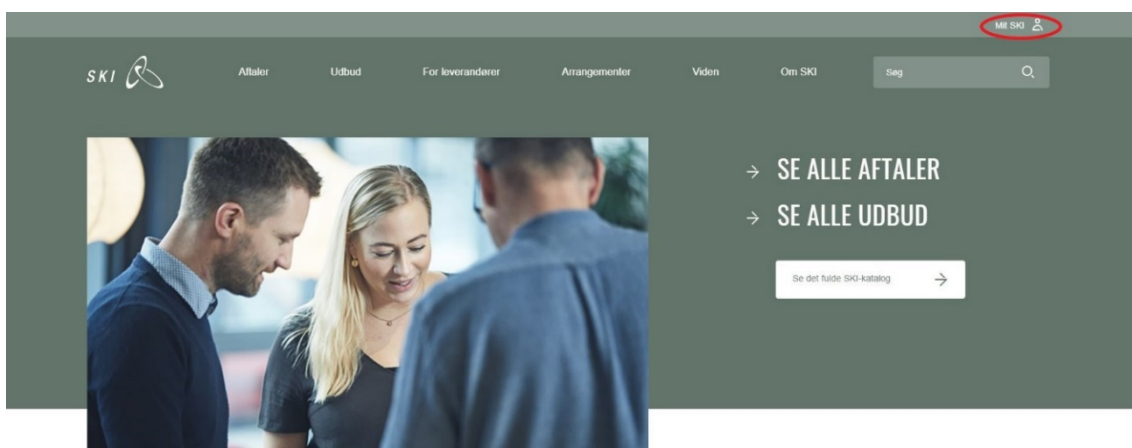 Mit SKI
SKI
Aftaler Udbud For leverandører Arrangementer Viden Om SKI Søg
SE ALLE AFTALER
SE ALLE UDBUD
Se det fulde SKI-katalog